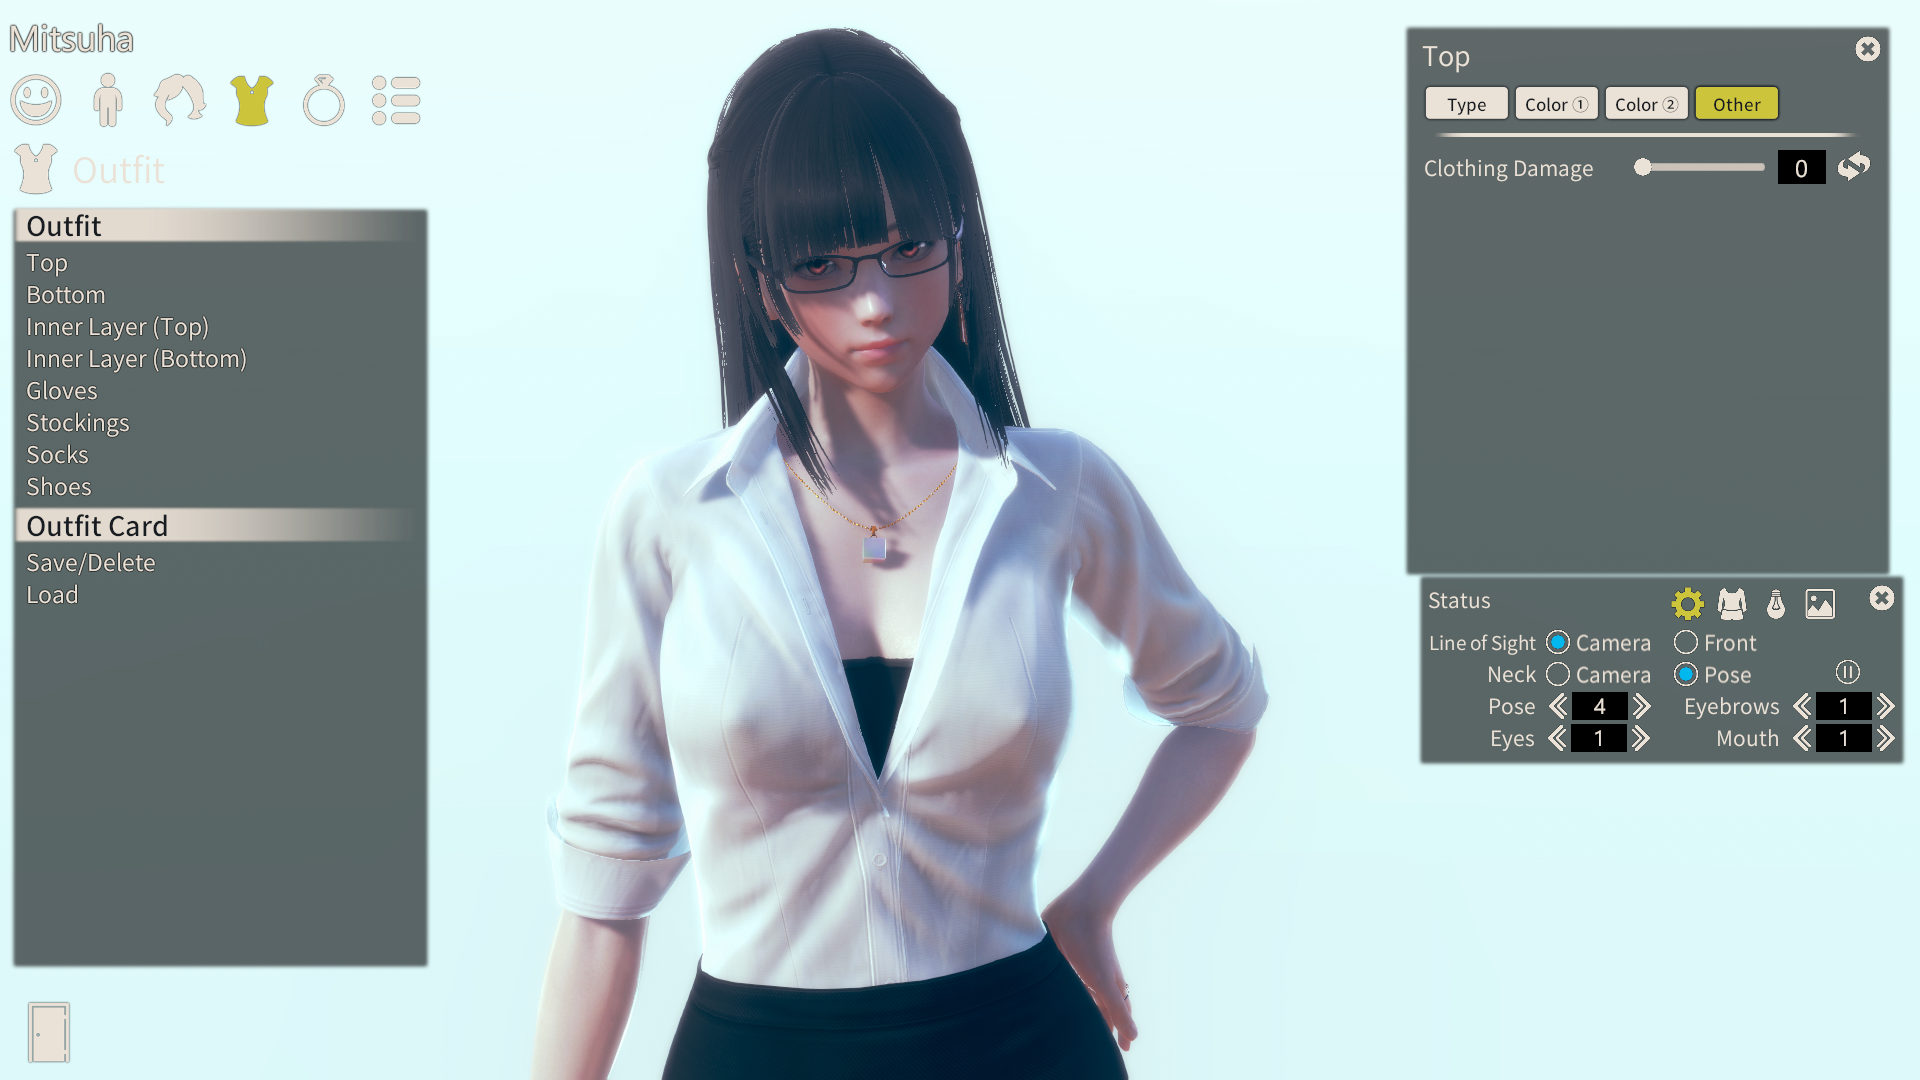 Mitsuha
Outfit
Outfit
Top
Bottom
Inner Layer (Top)
Inner Layer (Bottom)
Gloves
Stockings
Socks
Shoes
Outfit Card
Save/Delete
Load
Top
Type Color ① Color ② Other
Clothing Damage 0
Status
Line of Sight Camera Front
Neck Camera Pose
Pose 4 Eyebrows 1
Eyes 1 Mouth 1